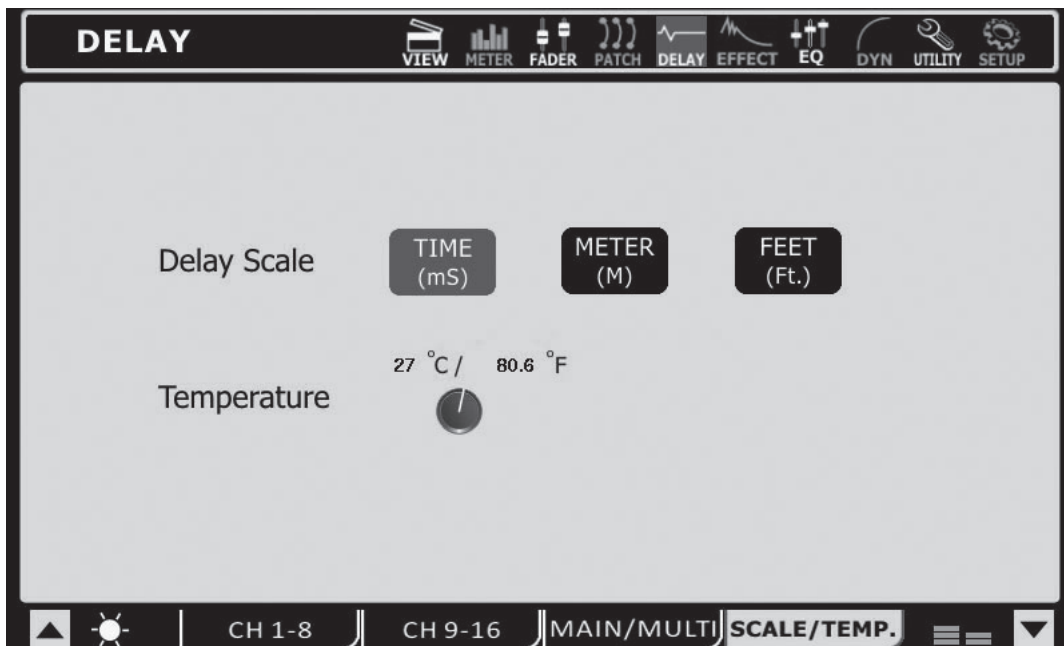 DELAY
VIEW METER FADER PATCH DELAY EFFECT EQ DYN UTILITY SETUP
Delay Scale
TIME
(mS)
METER
(M)
FEET
(Ft.)
27 °C / 80.6 °F
Temperature
CH 1-8 CH 9-16 MAIN/MULTI SCALE/TEMP.